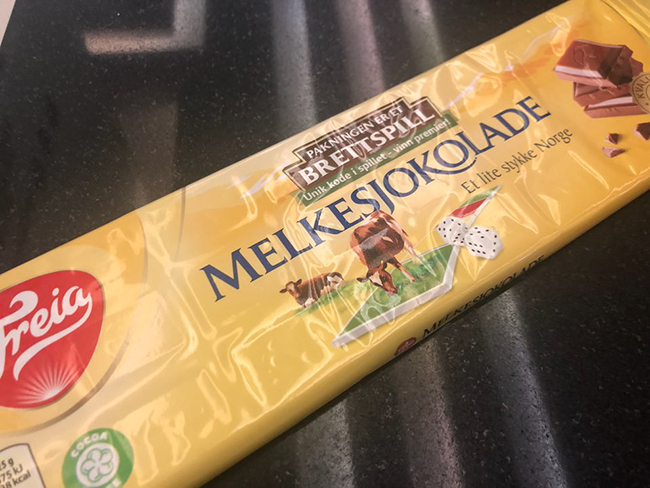 PAKNINGEN ER ET
BRETTSPILL
Unik kode i spillet - vinn premier!
MELKESJOKOLADE
Et lite stykke Norge
Freia
MELKESJOKOLADE
COCOA